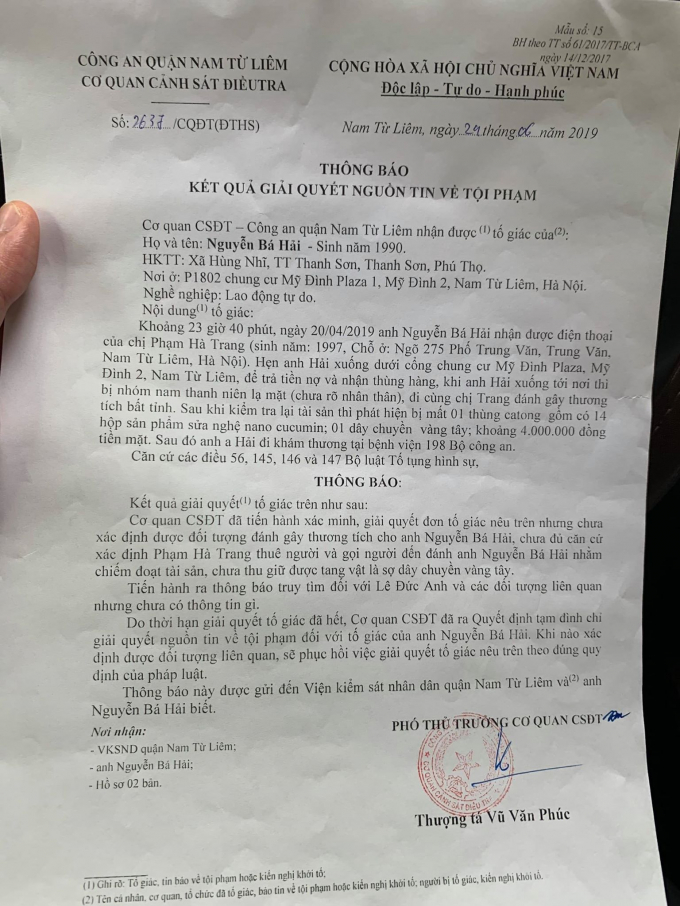 Mẫu số: 15
BH theo TT số 61/2017/TT-BCA
ngày 14/12/2017
CÔNG AN QUẬN NAM TỪ LIÊM
CƠ QUAN CẢNH SÁT ĐIỀU TRA
CỘNG HÒA XÃ HỘI CHỦ NGHĨA VIỆT NAM
Độc lập - Tự do - Hạnh phúc
Số: 2637 /CQĐT(ĐTHS)
Nam Từ Liêm, ngày 24 tháng 06 năm 2019
THÔNG BÁO
KẾT QUẢ GIẢI QUYẾT NGUỒN TIN VỀ TỘI PHẠM
Cơ quan CSĐT – Công an quận Nam Từ Liêm nhận được (1) tố giác của(2):
Họ và tên: Nguyễn Bá Hải - Sinh năm 1990.
HKTT: Xã Hùng Nhĩ, TT Thanh Sơn, Thanh Sơn, Phú Thọ.
Nơi ở: P1802 chung cư Mỹ Đình Plaza 1, Mỹ Đình 2, Nam Từ Liêm, Hà Nội.
Nghề nghiệp: Lao động tự do.
Nội dung(1) tố giác:
Khoảng 23 giờ 40 phút, ngày 20/04/2019 anh Nguyễn Bá Hải nhận được điện thoại
của chị Phạm Hà Trang (sinh năm: 1997, Chỗ ở: Ngõ 275 Phố Trung Văn, Trung Văn,
Nam Từ Liêm, Hà Nội). Hẹn anh Hải xuống dưới cổng chung cư Mỹ Đình Plaza, Mỹ
Đình 2, Nam Từ Liêm, để trả tiền nợ và nhận thùng hàng, khi anh Hải xuống tới nơi thì
bị nhóm nam thanh niên lạ mặt (chưa rõ nhân thân), đi cùng chị Trang đánh gây thương
tích bất tỉnh. Sau khi kiểm tra lại tài sản thì phát hiện bị mất 01 thùng catong gồm có 14
hộp sản phẩm sửa nghệ nano cucumin; 01 dây chuyền vàng tây; khoảng 4.000.000 đồng
tiền mặt. Sau đó anh a Hải đi khám thương tại bệnh viện 198 Bộ công an.
Căn cứ các điều 56, 145, 146 và 147 Bộ luật Tố tụng hình sự,
THÔNG BÁO:
Kết quả giải quyết(1) tố giác trên như sau:
Cơ quan CSĐT đã tiến hành xác minh, giải quyết đơn tố giác nêu trên nhưng chưa
xác định được đối tượng đánh gây thương tích cho anh Nguyễn Bá Hải, chưa đủ căn cứ
xác định Phạm Hà Trang thuê người và gọi người đến đánh anh Nguyễn Bá Hải nhằm
chiếm đoạt tài sản, chưa thu giữ được tang vật là sợ dây chuyền vàng tây.
Tiến hành ra thông báo truy tìm đối với Lê Đức Anh và các đối tượng liên quan
nhưng chưa có thông tin gì.
Do thời hạn giải quyết tố giác đã hết, Cơ quan CSĐT đã ra Quyết định tạm đình chỉ
giải quyết nguồn tin về tội phạm đối với tố giác của anh Nguyễn Bá Hải. Khi nào xác
định được đối tượng liên quan, sẽ phục hồi việc giải quyết tố giác nêu trên theo đúng quy
định của pháp luật.
Thông báo này được gửi đến Viện kiểm sát nhân dân quận Nam Từ Liêm và(2) anh
Nguyễn Bá Hải biết.
Nơi nhận:
- VKSND quận Nam Từ Liêm;
- anh Nguyễn Bá Hải;
- Hồ sơ 02 bản.
PHÓ THỦ TRƯỞNG CƠ QUAN CSĐT
Thượng tá Vũ Văn Phúc
(1) Ghi rõ: Tố giác, tin báo về tội phạm hoặc kiến nghị khởi tố;
(2) Tên cá nhân, cơ quan, tổ chức đã tố giác, báo tin về tội phạm hoặc kiến nghị khởi tố; người bị tố giác, kiến nghị khởi tố.